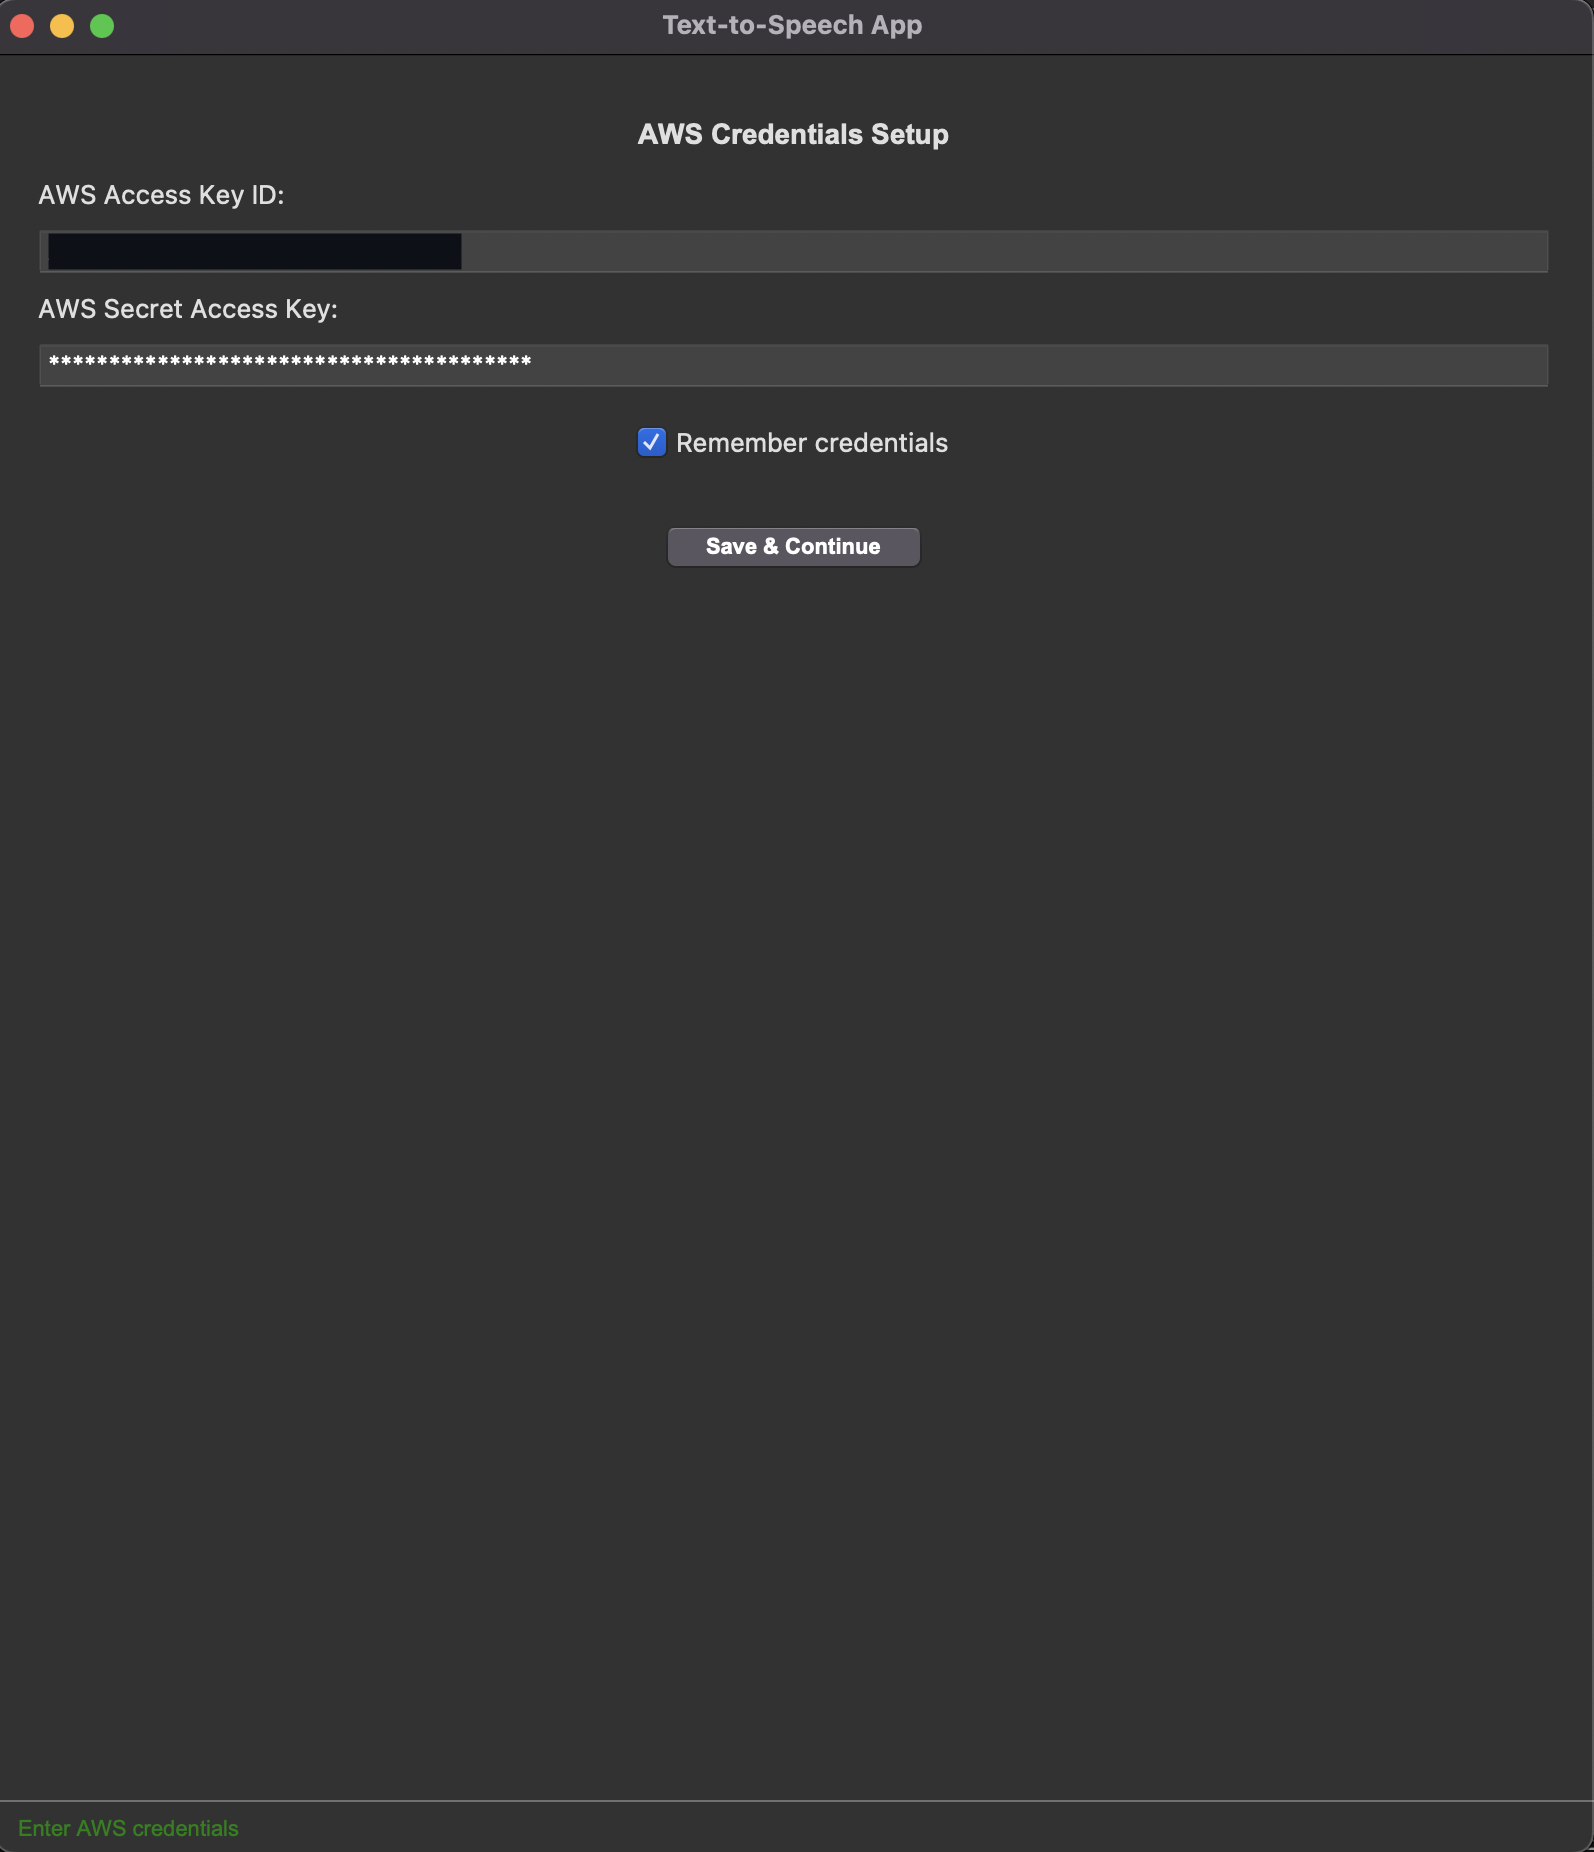 Text-to-Speech App
AWS Credentials Setup
AWS Access Key ID:
AWS Secret Access Key:
****************************************
Remember credentials
Save & Continue
Enter AWS credentials